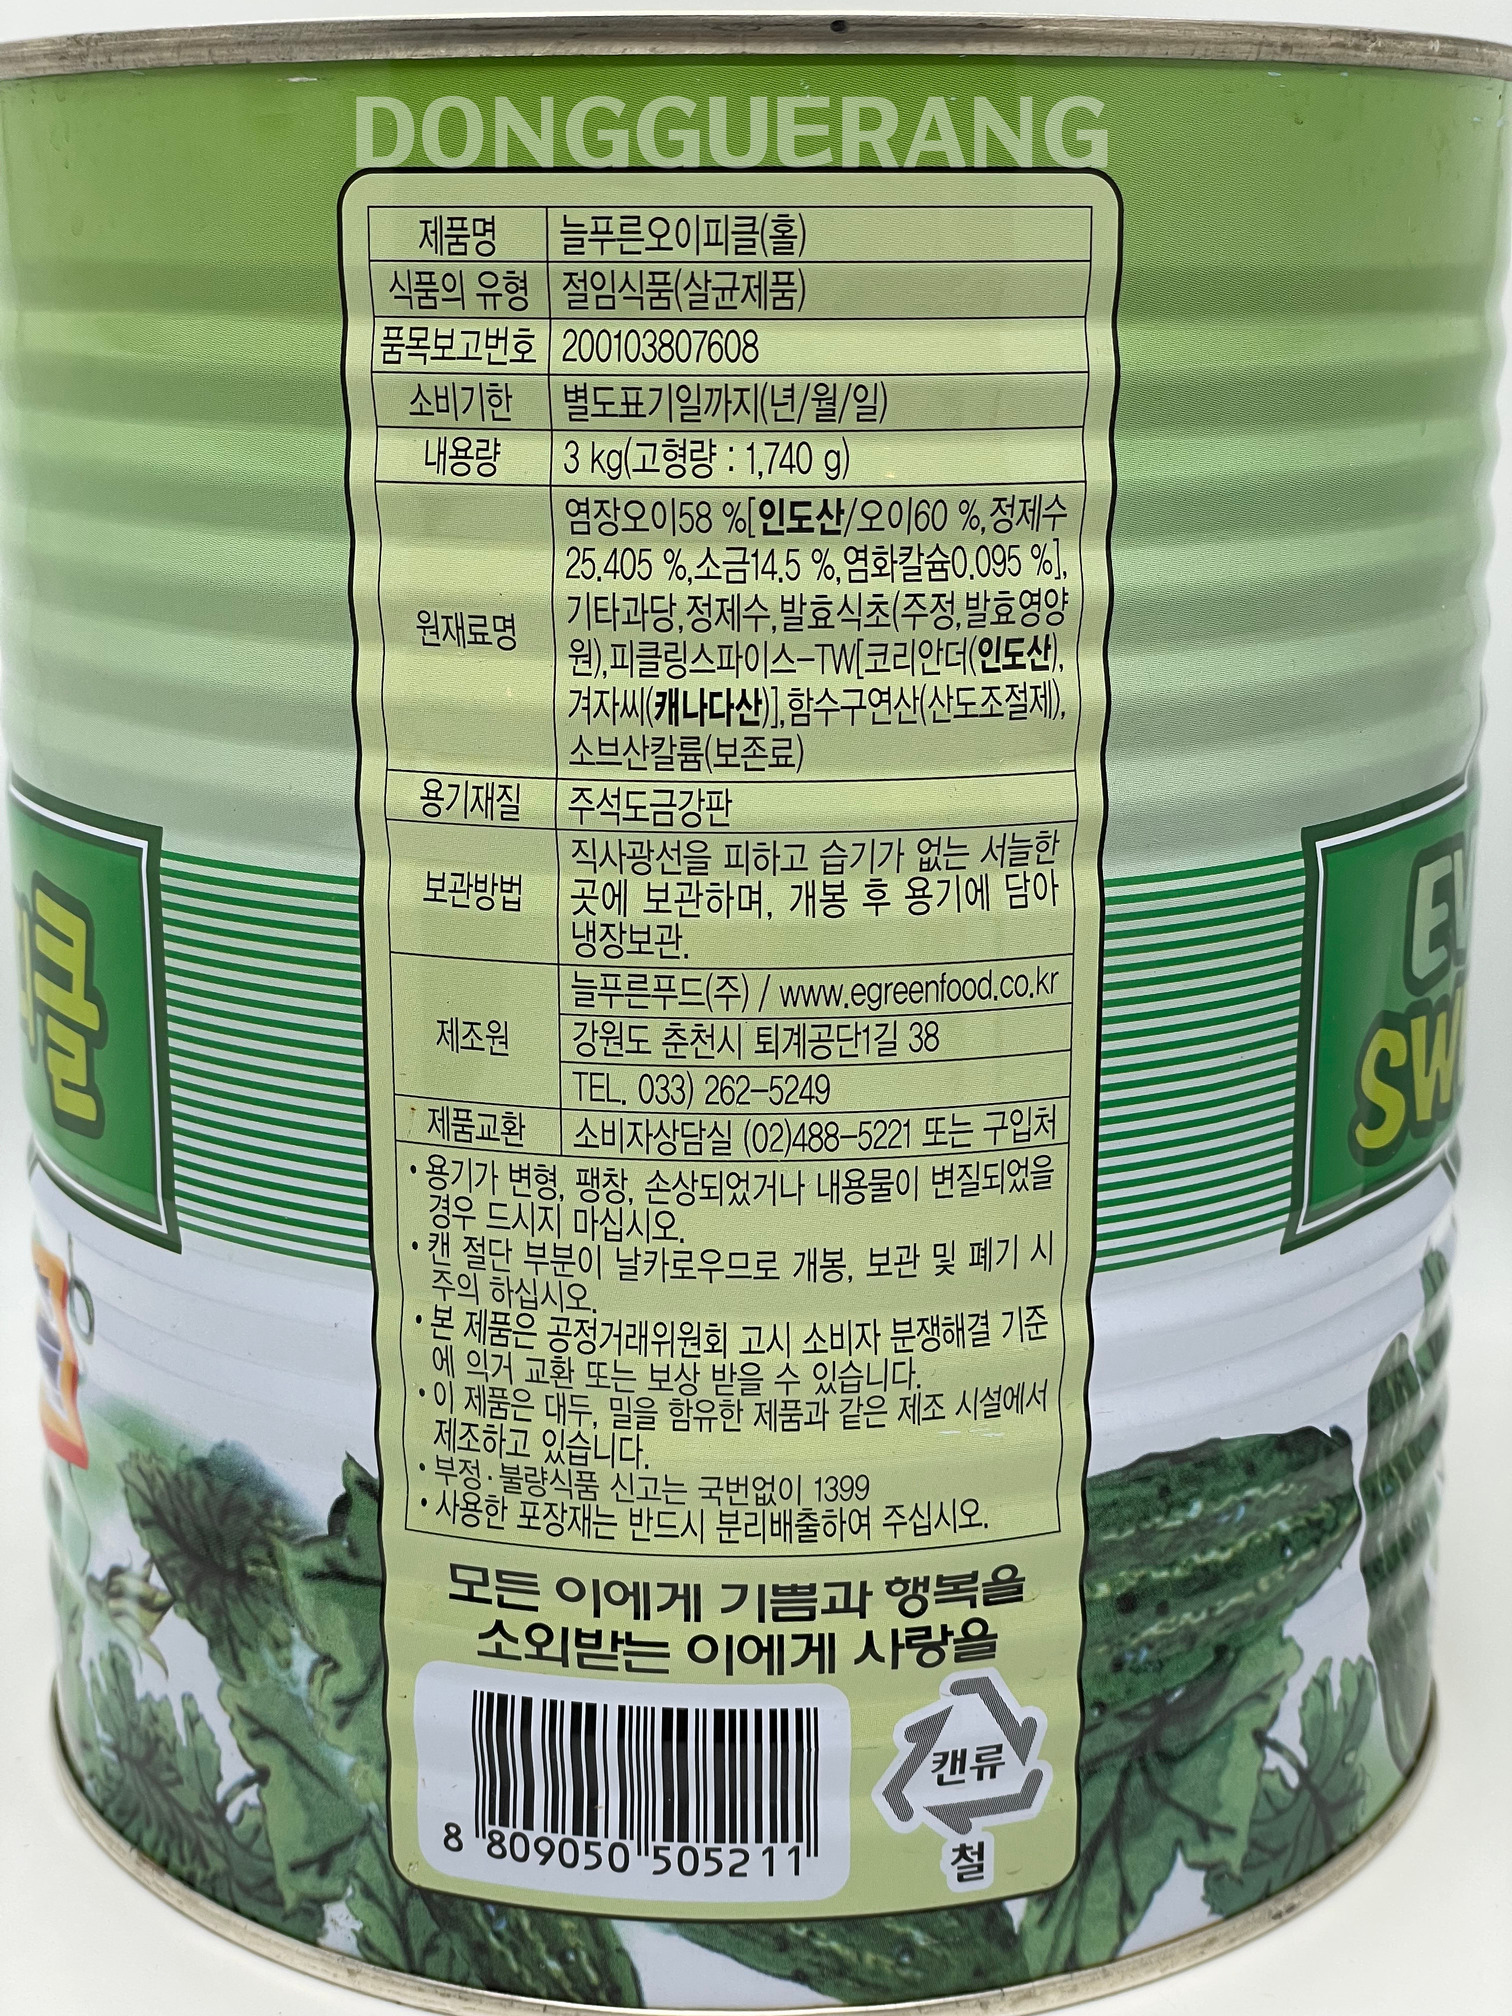 DONGGUERANG
제품명 늘푸른오이피클(홀)
식품의 유형 절임식품(살균제품)
품목보고번호 200103807608
소비기한 별도표기일까지(년/월/일)
내용량 3 kg(고형량 : 1,740 g)
원재료명
염장오이58 %[인도산/오이60 %,정제수
25.405 %,소금14.5 %,염화칼슘0.095 %],
기타과당,정제수,발효식초(주정,발효영양
원),피클링스파이스-TW[코리안더(인도산),
겨자씨(캐나다산)],함수구연산(산도조절제),
소브산칼륨(보존료)
용기재질 주석도금강판
보관방법
직사광선을 피하고 습기가 없는 서늘한
곳에 보관하며, 개봉 후 용기에 담아
냉장보관.
제조원
늘푸른푸드(주) / www.egreenfood.co.kr
강원도 춘천시 퇴계공단1길 38
TEL. 033) 262-5249
제품교환 소비자상담실 (02)488-5221 또는 구입처
• 용기가 변형, 팽창, 손상되었거나 내용물이 변질되었을
경우 드시지 마십시오.
• 캔 절단 부분이 날카로우므로 개봉, 보관 및 폐기 시
주의 하십시오.
• 본 제품은 공정거래위원회 고시 소비자 분쟁해결 기준
에 의거 교환 또는 보상 받을 수 있습니다.
• 이 제품은 대두, 밀을 함유한 제품과 같은 제조 시설에서
제조하고 있습니다.
• 부정·불량식품 신고는 국번없이 1399
• 사용한 포장재는 반드시 분리배출하여 주십시오.
모든 이에게 기쁨과 행복을
소외받는 이에게 사랑을
8 809050 505211
캔류
철
클